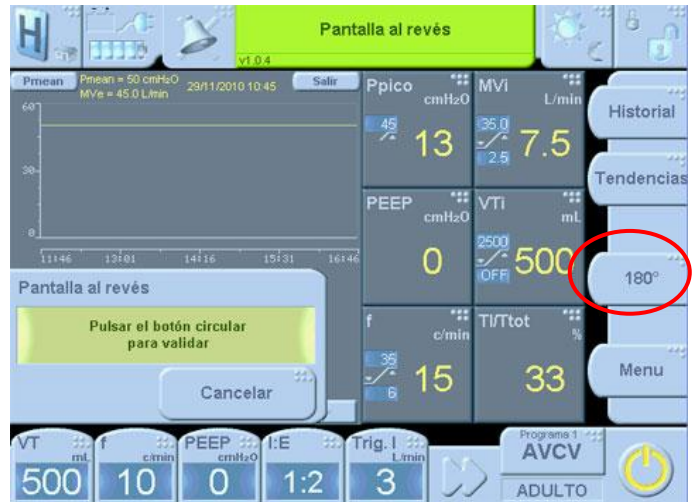 H
Pantalla al revés
v1.0.4
Pmean
Pmean = 50 cmH2O
MVe = 45.0 L/min
29/11/2010 10:45
Salir
60
30
0
11:46 13:01 14:16 15:31 16:46
Ppico
cmH2O
45
13
MVi
L/min
35.0
2.5
7.5
PEEP
cmH2O
0
VTi
mL
2500
OFF
500
f
c/min
35
6
15
TI/Ttot
%
33
Historial
Tendencias
180°
Menu
Pantalla al revés
Pulsar el botón circular
para validar
Cancelar
VT
mL
500
f
c/min
10
PEEP
cmH2O
0
I:E
1:2
Trig. I
L/min
3
Programa 1
AVCV
ADULTO